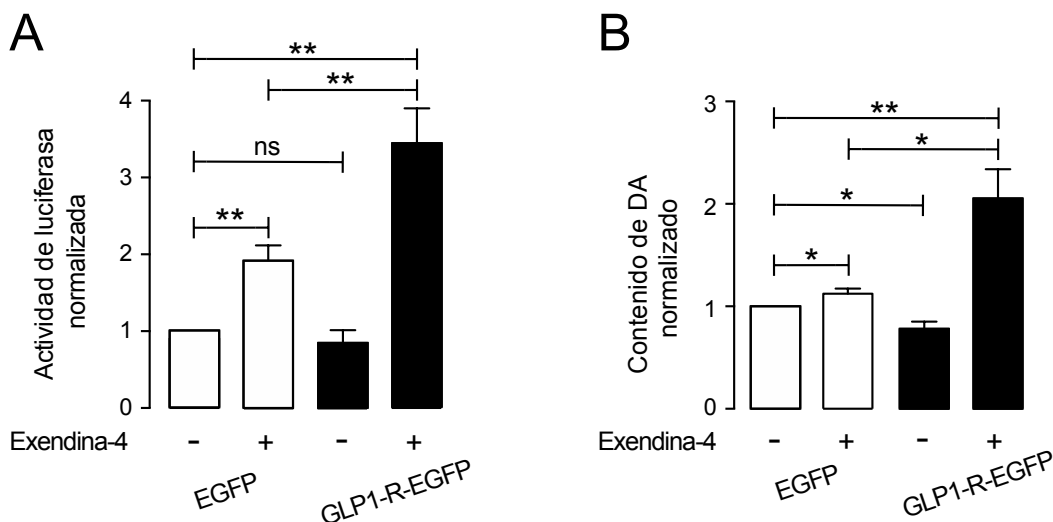 A
**
**
ns
**
4
3
2
1
0
Actividad de luciferasa
normalizada
Exendina-4 - + - +
EGFP
GLP1-R-EGFP
B
**
*
*
*
3
2
1
0
Contenido de DA
normalizado
Exendina-4 - + - +
EGFP
GLP1-R-EGFP